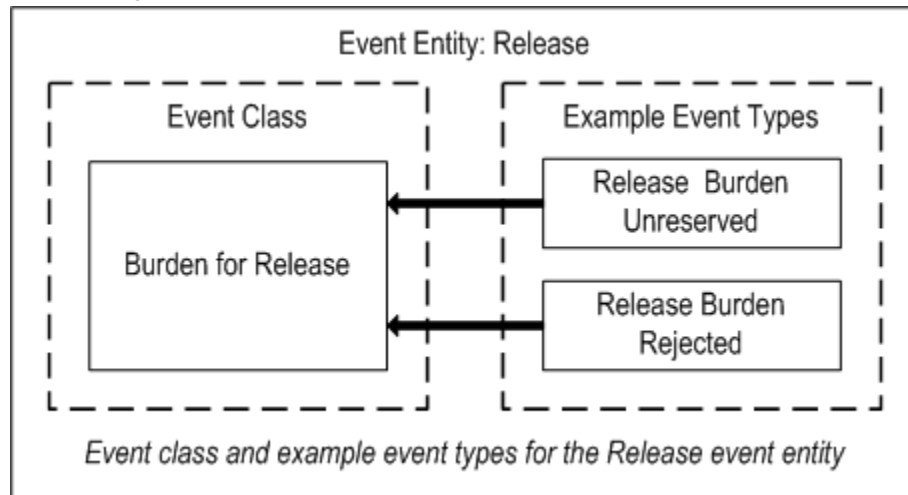 Event Entity: Release
Event Class
Burden for Release
Example Event Types
Release Burden
Unreserved
Release Burden
Rejected
Event class and example event types for the Release event entity